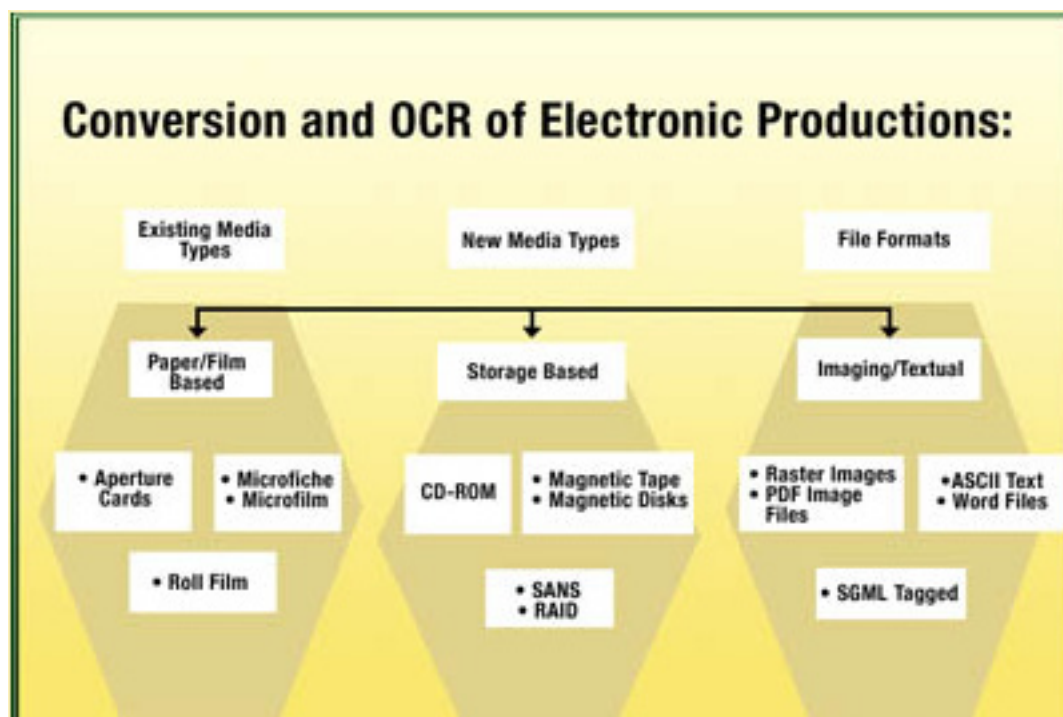 Conversion and OCR of Electronic Productions:
Existing Media
Types
New Media Types
File Formats
Paper/Film
Based
Storage Based
Imaging/Textual
• Aperture
Cards
• Microfiche
• Microfilm
• Roll Film
CD-ROM
• Magnetic Tape
• Magnetic Disks
• SANS
• RAID
• Raster Images
• PDF Image
Files
•ASCII Text
• Word Files
• SGML Tagged